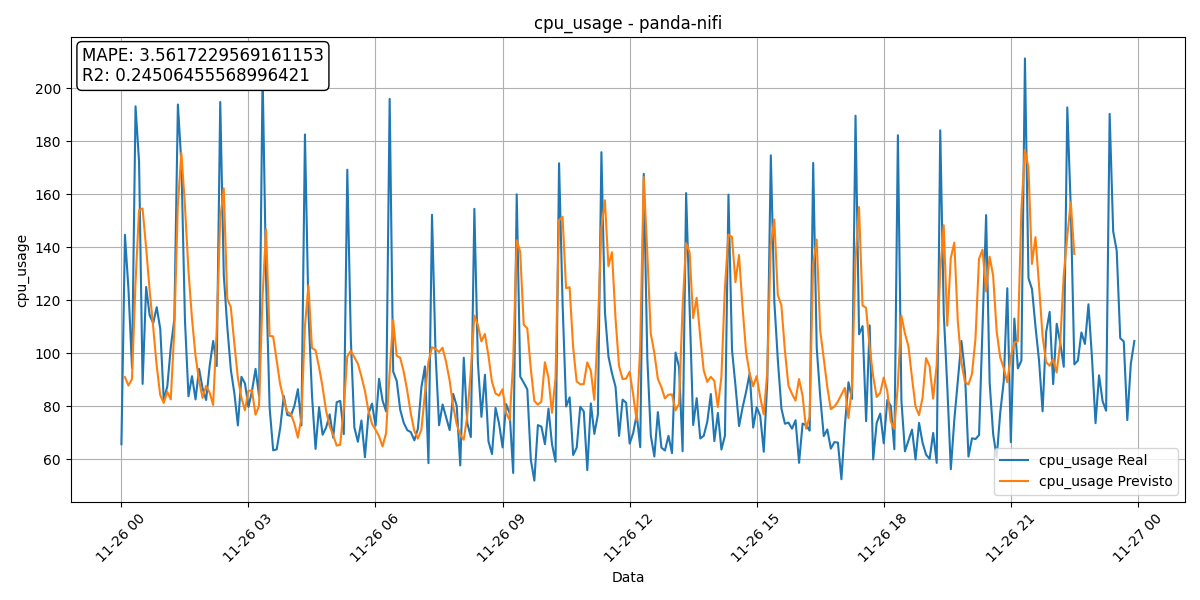 cpu_usage - panda-nifi
MAPE: 3.5617229569161153
R2: 0.24506455568996421
200
180
160
140
120
100
80
60
cpu_usage
11-26 00
11-26 03
11-26 06
11-26 09
11-26 12
11-26 15
11-26 18
11-26 21
11-27 00
Data
cpu_usage Real
cpu_usage Previsto